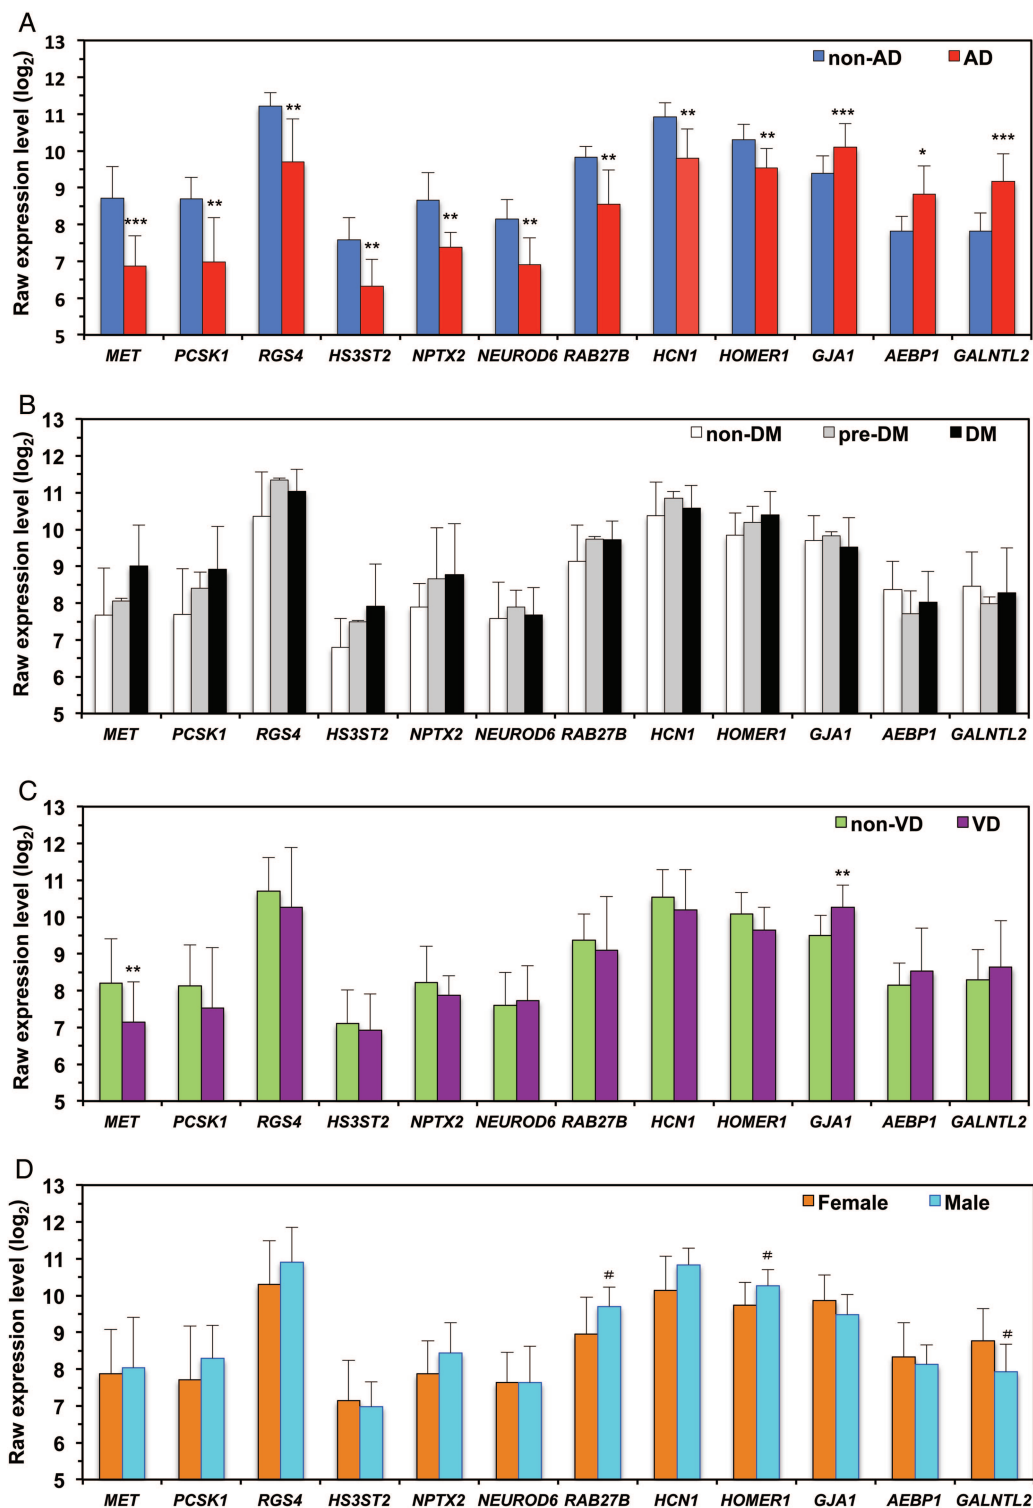 A
Raw expression level (log2)
13
12
11
10
9
8
7
6
5
non-AD AD
*** ** ** ** ** ** ** ** ** *** * ***
MET PCSK1 RGS4 HS3ST2 NPTX2 NEUROD6 RAB27B HCN1 HOMER1 GJA1 AEBP1 GALNTL2
B
Raw expression level (log2)
13
12
11
10
9
8
7
6
5
non-DM pre-DM DM
MET PCSK1 RGS4 HS3ST2 NPTX2 NEUROD6 RAB27B HCN1 HOMER1 GJA1 AEBP1 GALNTL2
C
Raw expression level (log2)
13
12
11
10
9
8
7
6
5
non-VD VD
** **
MET PCSK1 RGS4 HS3ST2 NPTX2 NEUROD6 RAB27B HCN1 HOMER1 GJA1 AEBP1 GALNTL2
D
Raw expression level (log2)
13
12
11
10
9
8
7
6
5
Female Male
# # #
MET PCSK1 RGS4 HS3ST2 NPTX2 NEUROD6 RAB27B HCN1 HOMER1 GJA1 AEBP1 GALNTL2